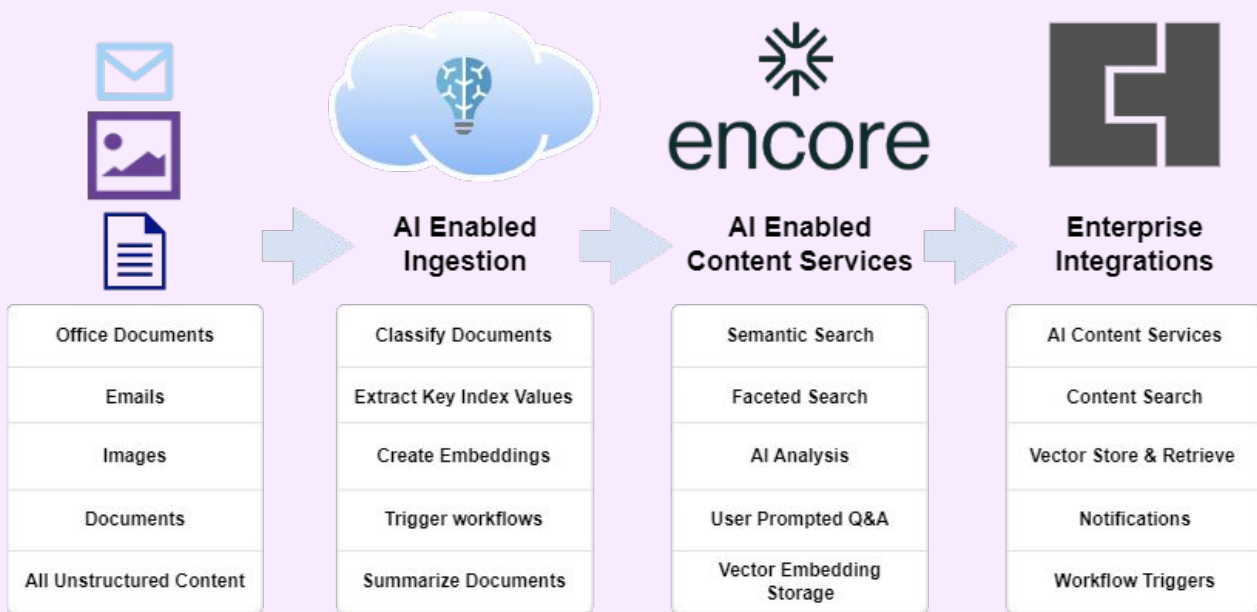 encore
AI Enabled
Ingestion
AI Enabled
Content Services
Enterprise
Integrations
Office Documents
Emails
Images
Documents
All Unstructured Content
Classify Documents
Extract Key Index Values
Create Embeddings
Trigger workflows
Summarize Documents
Semantic Search
Faceted Search
AI Analysis
User Prompted Q&A
Vector Embedding
Storage
AI Content Services
Content Search
Vector Store & Retrieve
Notifications
Workflow Triggers